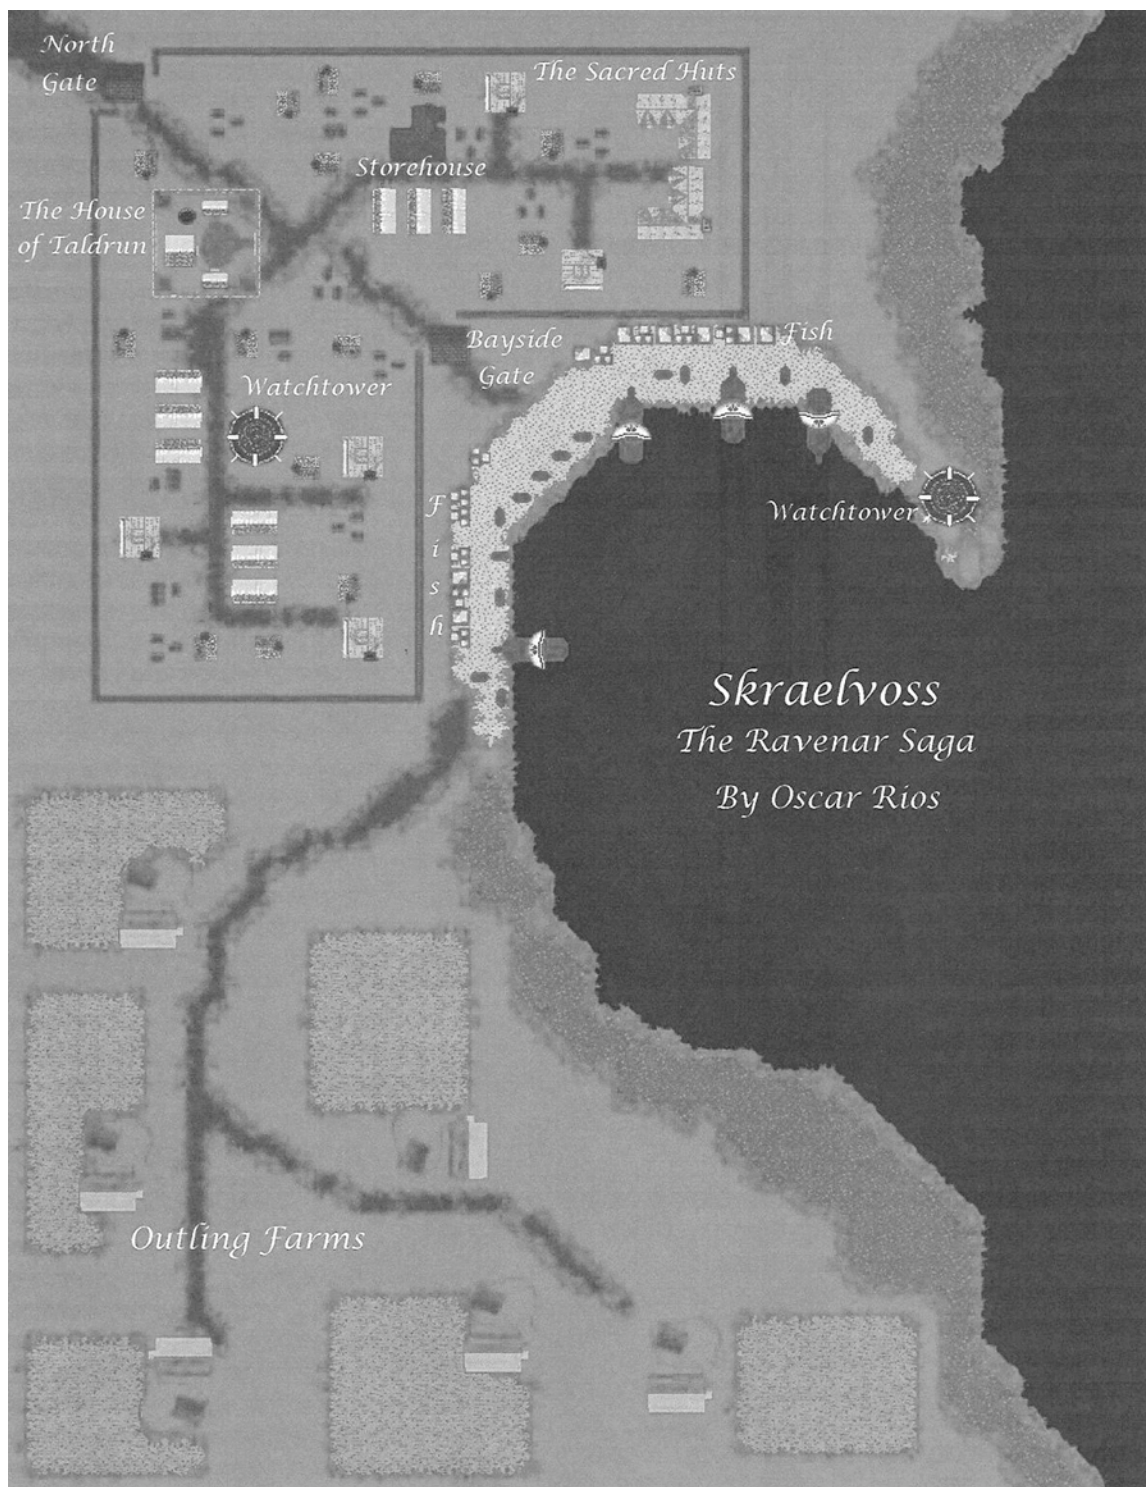 North
Gate
The Sacred Huts
Storehouse
The House
of Taldrun
Bayside
Gate
Fish
Watchtower
Fish
Watchtower
Skraelvoss
The Ravenar Saga
By Oscar Rios
Outling Farms